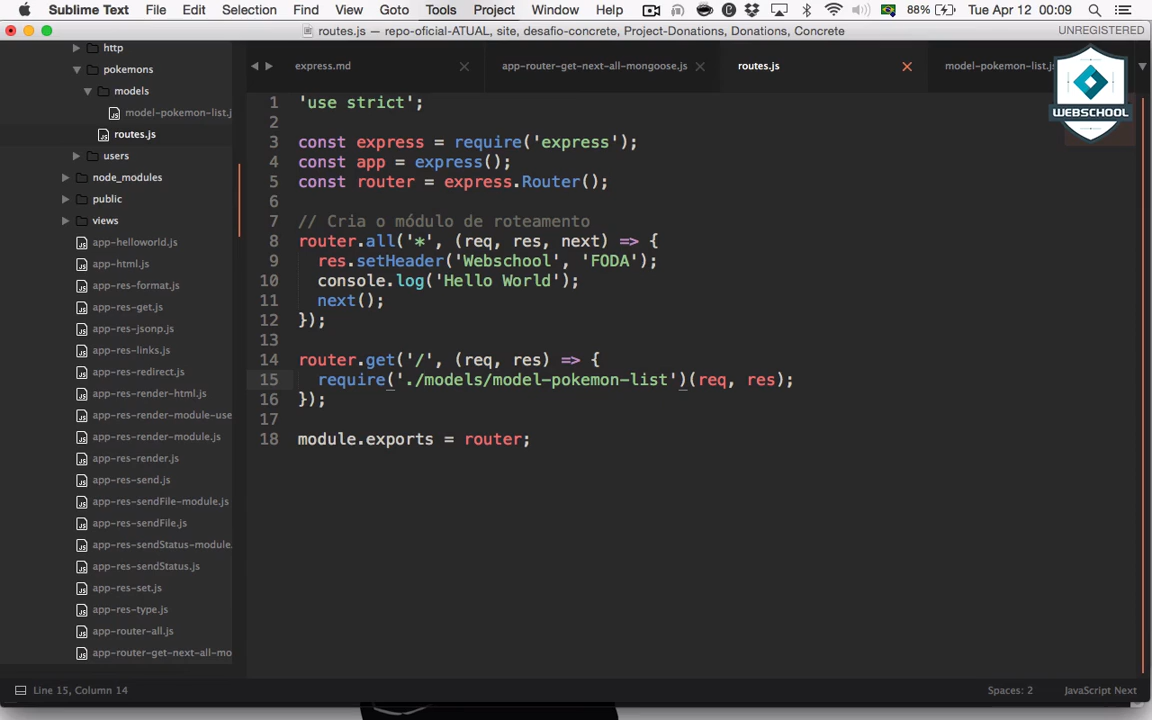 Sublime Text File Edit Selection Find View Goto Tools Project Window Help 88% Tue Apr 12 00:09
routes.js — repo-oficial-ATUAL, site, desafio-concrete, Project-Donations, Donations, Concrete UNREGISTERED
http
pokemons
models
model-pokemon-list.j
routes.js
users
node_modules
public
views
app-helloworld.js
app-html.js
app-res-format.js
app-res-get.js
app-res-jsonp.js
app-res-links.js
app-res-redirect.js
app-res-render-html.js
app-res-render-module-use
app-res-render-module.js
app-res-render.js
app-res-send.js
app-res-sendFile-module.js
app-res-sendFile.js
app-res-sendStatus-module.
app-res-sendStatus.js
app-res-set.js
app-res-type.js
app-router-all.js
app-router-get-next-all-mo
express.md app-router-get-next-all-mongoose.js routes.js model-pokemon-list.js
WEBSCHOOL
1 'use strict';
2
3 const express = require('express');
4 const app = express();
5 const router = express.Router();
6
7 // Cria o módulo de roteamento
8 router.all('*', (req, res, next) => {
9 res.setHeader('Webschool', 'FODA');
10 console.log('Hello World');
11 next();
12 });
13
14 router.get('/', (req, res) => {
15 require('./models/model-pokemon-list')(req, res);
16 });
17
18 module.exports = router;
Line 15, Column 14 Spaces: 2 JavaScript Next